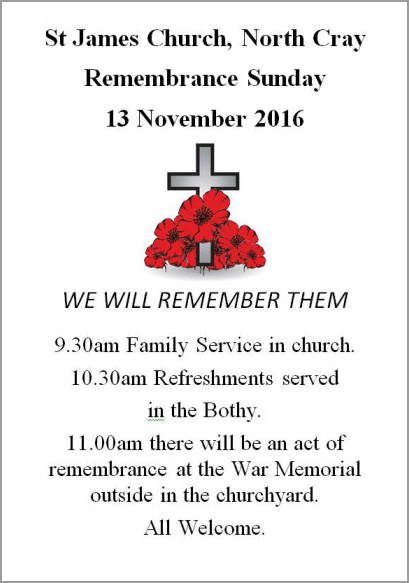 St James Church, North Cray
Remembrance Sunday
13 November 2016
WE WILL REMEMBER THEM
9.30am Family Service in church.
10.30am Refreshments served
in the Bothy.
11.00am there will be an act of
remembrance at the War Memorial
outside in the churchyard.
All Welcome.